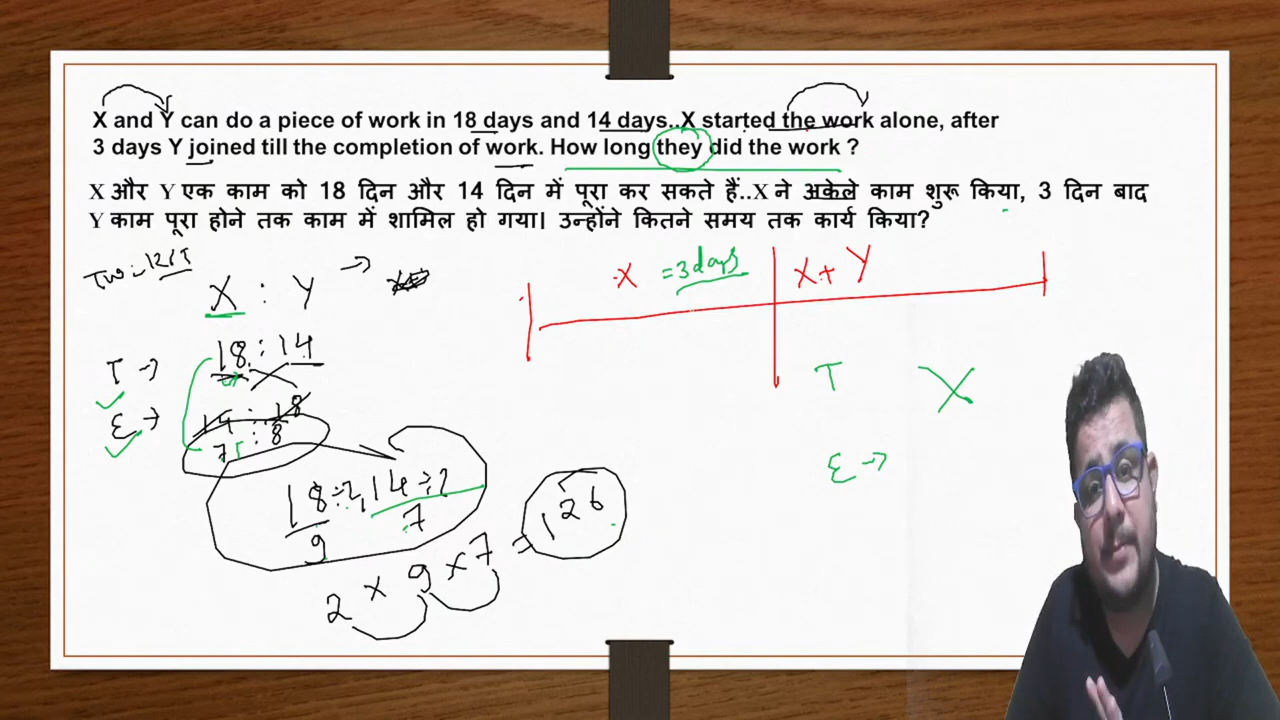 X and Y can do a piece of work in 18 days and 14 days..X started the work alone, after
3 days Y joined till the completion of work. How long they did the work ?
X और Y एक काम को 18 दिन और 14 दिन में पूरा कर सकते हैं..X ने अकेले काम शुरू किया, 3 दिन बाद
Y काम पूरा होने तक काम में शामिल हो गया। उन्होंने कितने समय तक कार्य किया?
X : Y →
X = 3 days X + Y
T → 18 : 14
T X
E →
E →
7 : 8
18 ÷ 2, 14 ÷ 2
9 7
2 × 9 × 7 = 126